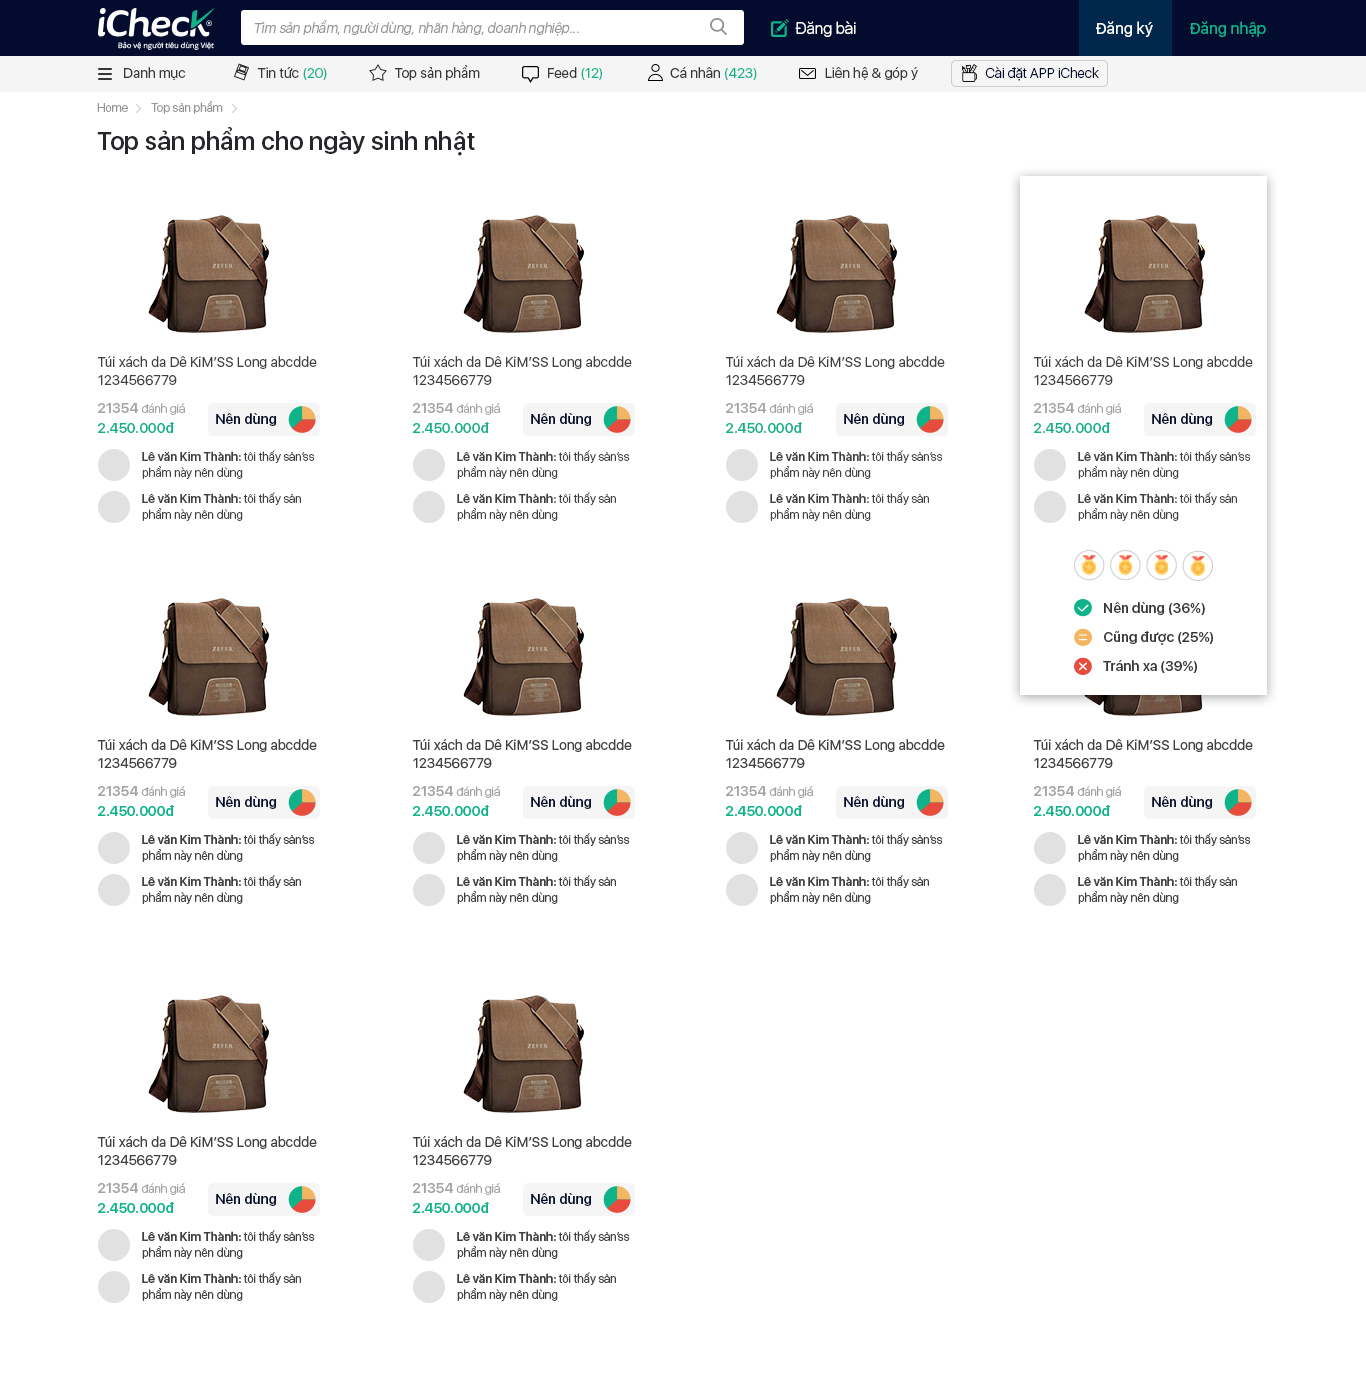 iCheck
Bảo vệ người tiêu dùng Việt
Tìm sản phẩm, người dùng, nhãn hàng, doanh nghiệp...
Đăng bài
Đăng ký
Đăng nhập
Danh mục
Tin tức (20)
Top sản phẩm
Feed (12)
Cá nhân (423)
Liên hệ & góp ý
Cài đặt APP iCheck
Home
Top sản phẩm
Top sản phẩm cho ngày sinh nhật
ZEFER
Túi xách da Dê KiM'SS Long abcdde
1234566779
21354 đánh giá
2.450.000đ
Nên dùng
Lê văn Kim Thành: tôi thấy sản'ss
phẩm này nên dùng
Lê văn Kim Thành: tôi thấy sản
phẩm này nên dùng
ZEFER
Túi xách da Dê KiM'SS Long abcdde
1234566779
21354 đánh giá
2.450.000đ
Nên dùng
Lê văn Kim Thành: tôi thấy sản'ss
phẩm này nên dùng
Lê văn Kim Thành: tôi thấy sản
phẩm này nên dùng
ZEFER
Túi xách da Dê KiM'SS Long abcdde
1234566779
21354 đánh giá
2.450.000đ
Nên dùng
Lê văn Kim Thành: tôi thấy sản'ss
phẩm này nên dùng
Lê văn Kim Thành: tôi thấy sản
phẩm này nên dùng
ZEFER
Túi xách da Dê KiM'SS Long abcdde
1234566779
21354 đánh giá
2.450.000đ
Nên dùng
Lê văn Kim Thành: tôi thấy sản'ss
phẩm này nên dùng
Lê văn Kim Thành: tôi thấy sản
phẩm này nên dùng
Nên dùng (36%)
Cũng được (25%)
Tránh xa (39%)
ZEFER
Túi xách da Dê KiM'SS Long abcdde
1234566779
21354 đánh giá
2.450.000đ
Nên dùng
Lê văn Kim Thành: tôi thấy sản'ss
phẩm này nên dùng
Lê văn Kim Thành: tôi thấy sản
phẩm này nên dùng
ZEFER
Túi xách da Dê KiM'SS Long abcdde
1234566779
21354 đánh giá
2.450.000đ
Nên dùng
Lê văn Kim Thành: tôi thấy sản'ss
phẩm này nên dùng
Lê văn Kim Thành: tôi thấy sản
phẩm này nên dùng
ZEFER
Túi xách da Dê KiM'SS Long abcdde
1234566779
21354 đánh giá
2.450.000đ
Nên dùng
Lê văn Kim Thành: tôi thấy sản'ss
phẩm này nên dùng
Lê văn Kim Thành: tôi thấy sản
phẩm này nên dùng
Túi xách da Dê KiM'SS Long abcdde
1234566779
21354 đánh giá
2.450.000đ
Nên dùng
Lê văn Kim Thành: tôi thấy sản'ss
phẩm này nên dùng
Lê văn Kim Thành: tôi thấy sản
phẩm này nên dùng
ZEFER
Túi xách da Dê KiM'SS Long abcdde
1234566779
21354 đánh giá
2.450.000đ
Nên dùng
Lê văn Kim Thành: tôi thấy sản'ss
phẩm này nên dùng
Lê văn Kim Thành: tôi thấy sản
phẩm này nên dùng
ZEFER
Túi xách da Dê KiM'SS Long abcdde
1234566779
21354 đánh giá
2.450.000đ
Nên dùng
Lê văn Kim Thành: tôi thấy sản'ss
phẩm này nên dùng
Lê văn Kim Thành: tôi thấy sản
phẩm này nên dùng